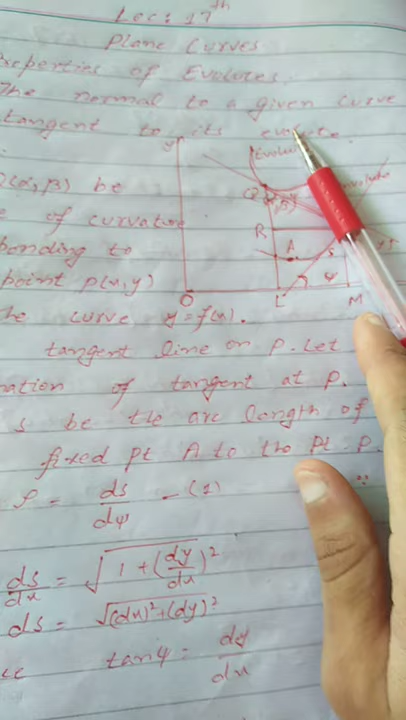 Lec: 17th
Plane Curves
Properties of Evolutes.
The normal to a given curve
tangent to its evolute.
y
Evolu
Q(α,β) be
Q(α,β)
e of curvature
R
ponding to
A
s
point p(x,y)
ψ
O
L
M
the curve y=f(x).
tangent line on p. Let
nation of tangent at p.
s be the arc length of
fixed pt A to the pt. P.
ρ = ds/dψ - (1)
ds/dx = √1+(dy/dx)²
ds = √(dx)²+(dy)²
ce tanψ = dy/dx